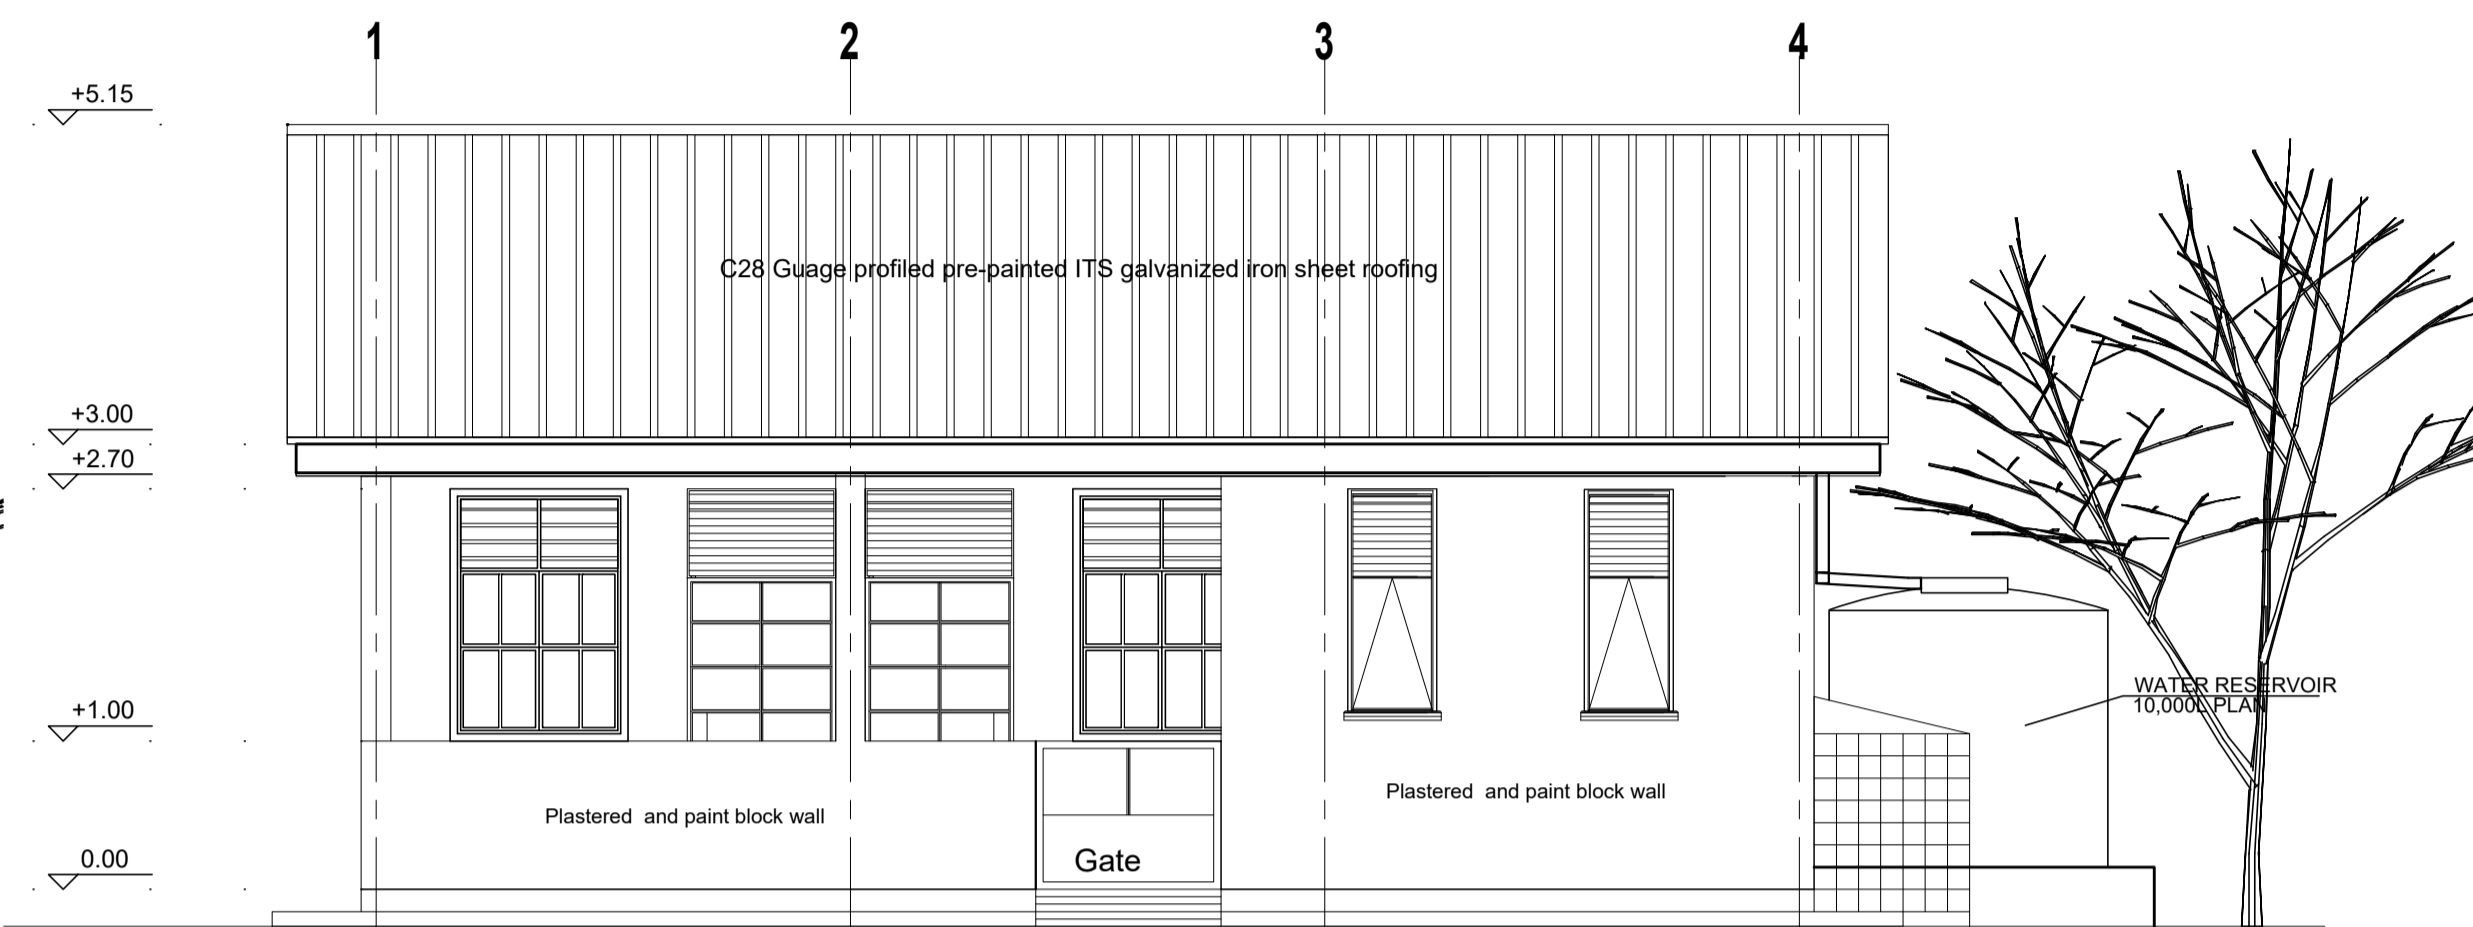 1 2 3 4
+5.15
C28 Guage profiled pre-painted ITS galvanized iron sheet roofing
+3.00
+2.70
WATER RESERVOIR
10,000L PLAN
+1.00
Plastered and paint block wall
Plastered and paint block wall
0.00
Gate